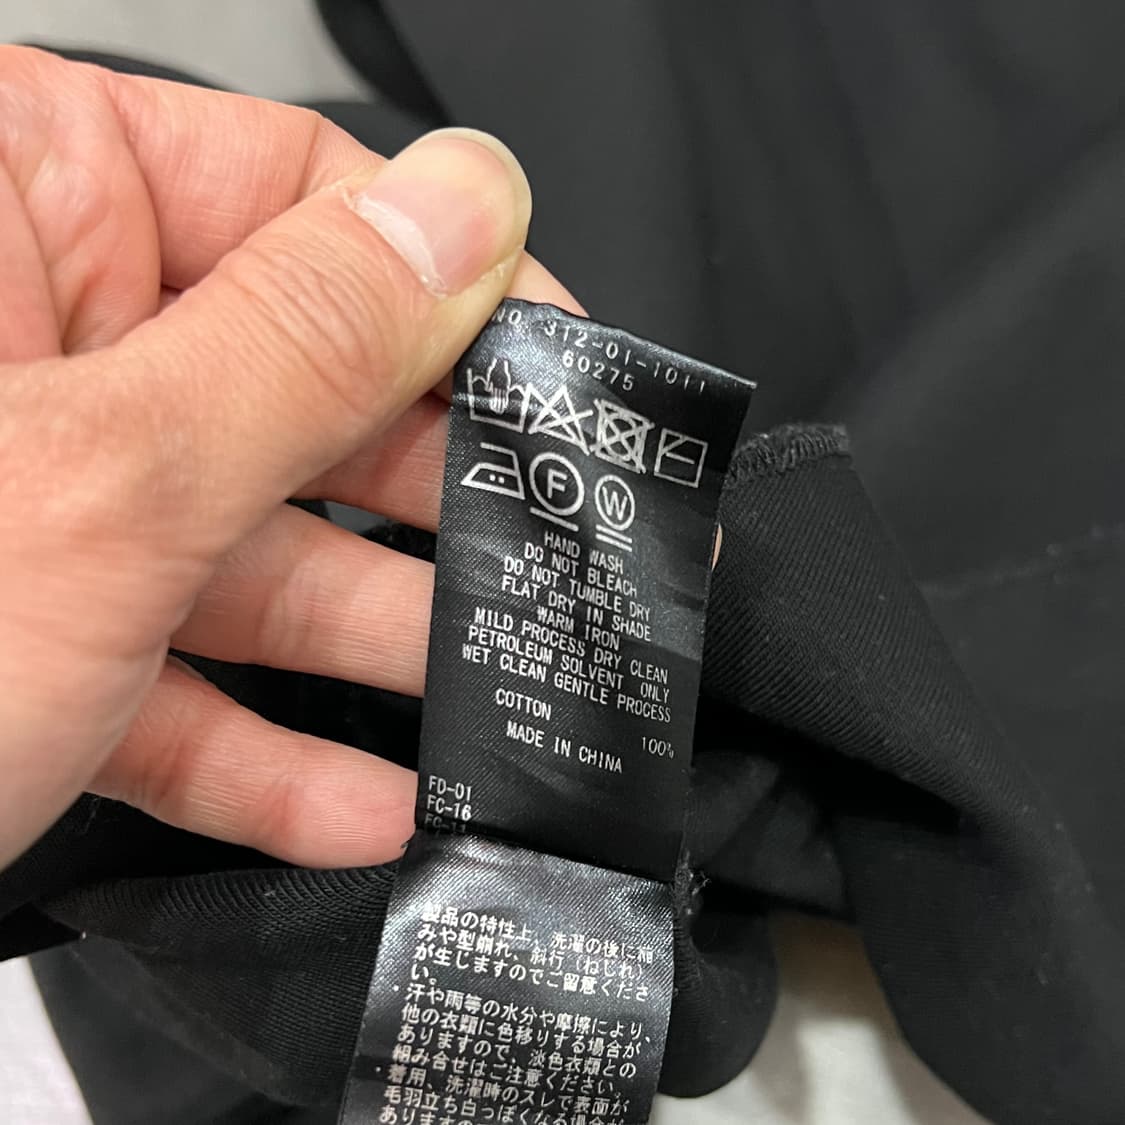 NO. 312-01-1011
60275
F W
HAND WASH
DO NOT BLEACH
DO NOT TUMBLE DRY
FLAT DRY IN SHADE
WARM IRON
MILD PROCESS DRY CLEAN
PETROLEUM SOLVENT ONLY
WET CLEAN GENTLE PROCESS
COTTON
100%
MADE IN CHINA
FD-01
FC-16
製品の特性上、洗濯の後に縮
みや型崩れ、斜行(ねじれ)
が生じますのでご留意くださ
い。
・汗や雨等の水分や摩擦により、
他の衣類に色移りする場合が
ありますので、淡色衣類との
組み合せはご注意ください。
・着用、洗濯時のスレで表面が
毛羽立ち白っぽくなる場合が
あります